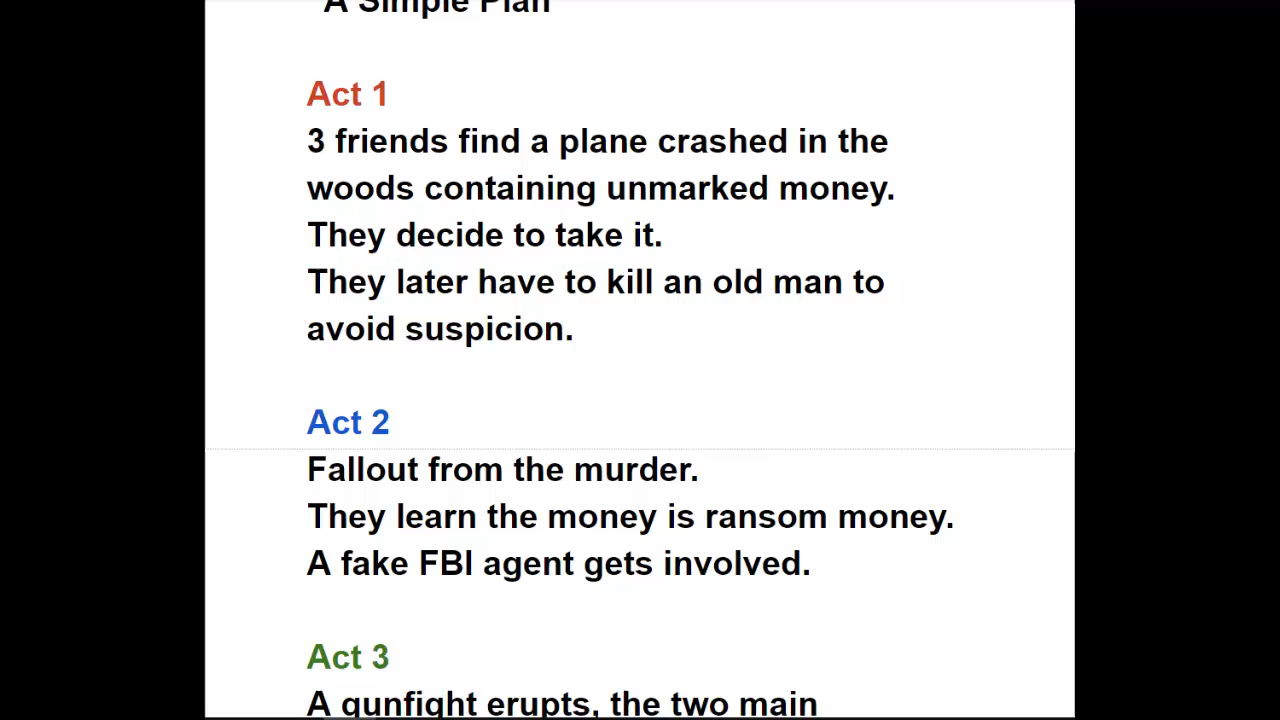 A Simple Plan
Act 1
3 friends find a plane crashed in the
woods containing unmarked money.
They decide to take it.
They later have to kill an old man to
avoid suspicion.
Act 2
Fallout from the murder.
They learn the money is ransom money.
A fake FBI agent gets involved.
Act 3
A gunfight erupts, the two main